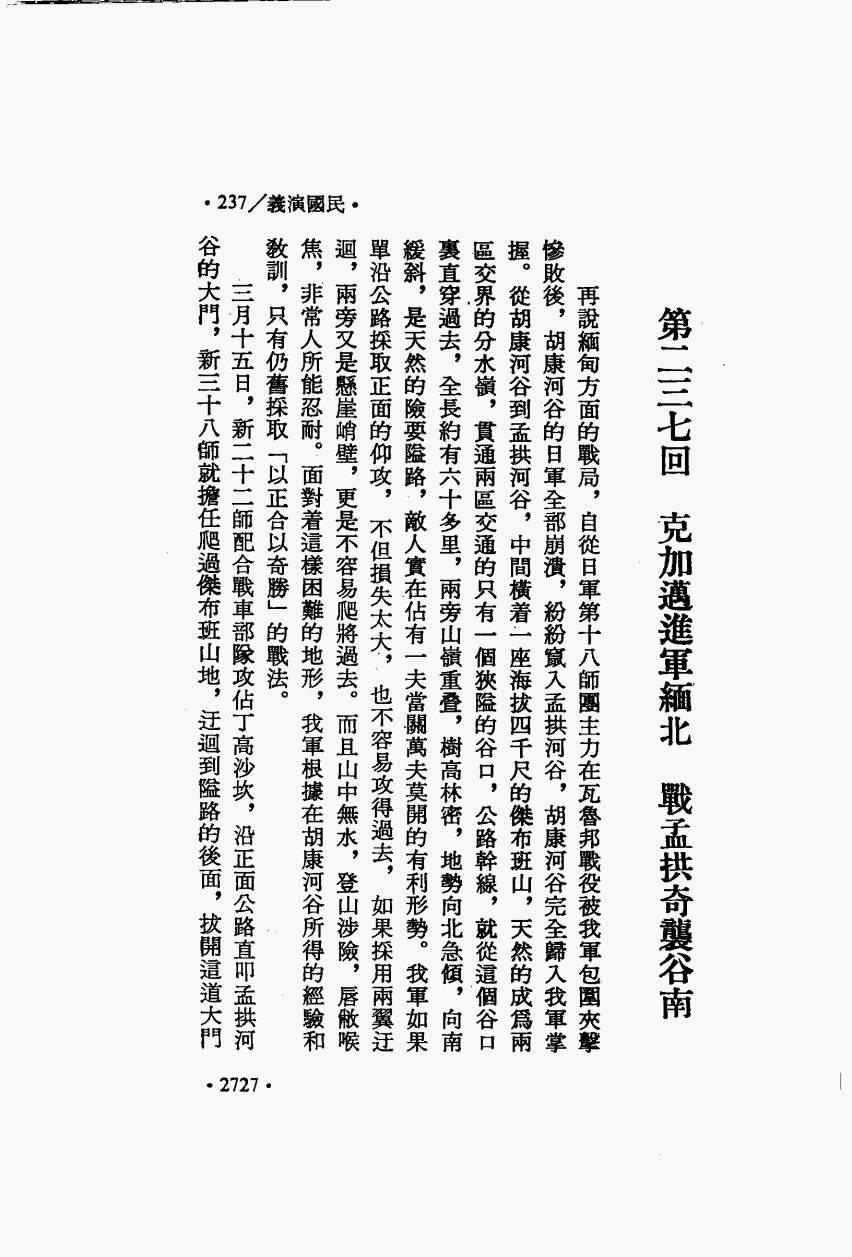 •237/義演國民•
第二三七回　克加邁進軍緬北　戰孟拱奇襲谷南
再說緬甸方面的戰局，自從日軍第十八師團主力在瓦魯邦戰役被我軍包圍夾擊
慘敗後，胡康河谷的日軍全部崩潰，紛紛竄入孟拱河谷，胡康河谷完全歸入我軍掌
握。從胡康河谷到孟拱河谷，中間橫着一座海拔四千尺的傑布班山，天然的成爲兩
區交界的分水嶺，貫通兩區交通的只有一個狹隘的谷口，公路幹線，就從這個谷口
裏直穿過去，全長約有六十多里，兩旁山嶺重疊，樹高林密，地勢向北急傾，向南
緩斜，是天然的險要隘路，敵人實在佔有一夫當關萬夫莫開的有利形勢。我軍如果
單沿公路採取正面的仰攻，不但損失太大，也不容易攻得過去，如果採用兩翼迂
迴，兩旁又是懸崖峭壁，更是不容易爬將過去。而且山中無水，登山涉險，唇敝喉
焦，非常人所能忍耐。面對着這樣困難的地形，我軍根據在胡康河谷所得的經驗和
敎訓，只有仍舊採取「以正合以奇勝」的戰法。
三月十五日，新二十二師配合戰車部隊攻佔丁高沙坎，沿正面公路直叩孟拱河
谷的大門，新三十八師就擔任爬過傑布班山地，迂迴到隘路的後面，拔開這道大門
•2727•